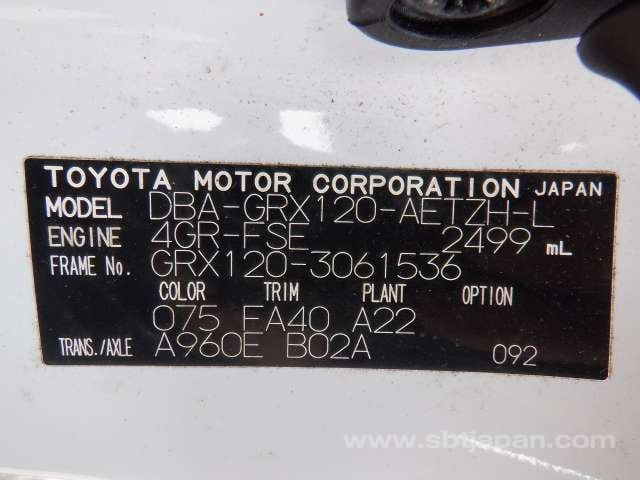 TOYOTA MOTOR CORPORATION JAPAN
MODEL DBA-GRX120-AETZH-L
ENGINE 4GR-FSE 2499 mL
FRAME No. GRX120-3061536
COLOR TRIM PLANT OPTION
075 FA40 A22
TRANS./AXLE A960E B02A 092
www.sbtjapan.com